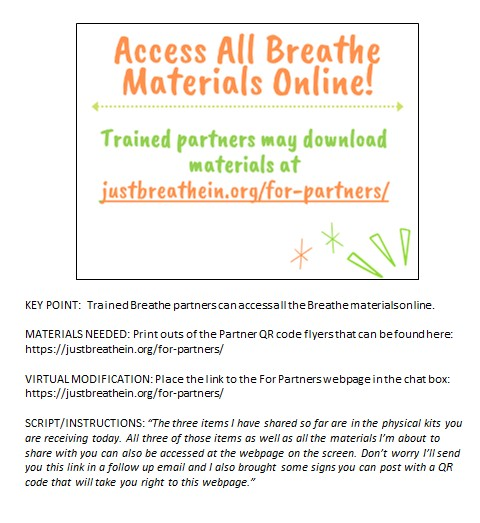 Access All Breathe
Materials Online!
Trained partners may download
materials at
justbreathein.org/for-partners/
KEY POINT: Trained Breathe partners can access all the Breathe materials online.
MATERIALS NEEDED: Print outs of the Partner QR code flyers that can be found here:
https://justbreathein.org/for-partners/
VIRTUAL MODIFICATION: Place the link to the For Partners webpage in the chat box:
https://justbreathein.org/for-partners/
SCRIPT/INSTRUCTIONS: “The three items I have shared so far are in the physical kits you
are receiving today. All three of those items as well as all the materials I’m about to
share with you can also be accessed at the webpage on the screen. Don’t worry I’ll send
you this link in a follow up email and I also brought some signs you can post with a QR
code that will take you right to this webpage.”